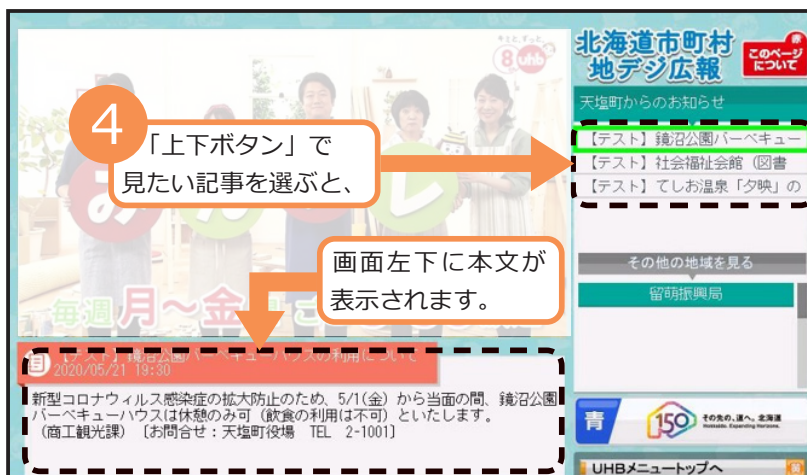 きせ、ずっと。
8 uhb
北海道市町村
地デジ広報
赤
このページ
について
天塩町からのお知らせ
4
「上下ボタン」で
見たい記事を選ぶと、
【テスト】鏡沼公園バーベキュー
【テスト】社会福祉会館（図書
【テスト】てしお温泉「夕映」の
画面左下に本文が
表示されます。
その他の地域を見る
留萌振興局
毎週月～金
【テスト】鏡沼公園バーベキューハウスの利用について
2020/05/21 19:30
新型コロナウィルス感染症の拡大防止のため、5/1(金) から当面の間、鏡沼公園
バーベキューハウスは休憩のみ可（飲食の利用は不可）といたします。
（商工観光課）〔お問合せ：天塩町役場　TEL　2-1001〕
青
150
その先の、道へ。北海道
Hokkaido. Expanding Horizons.
UHBメニュートップへ